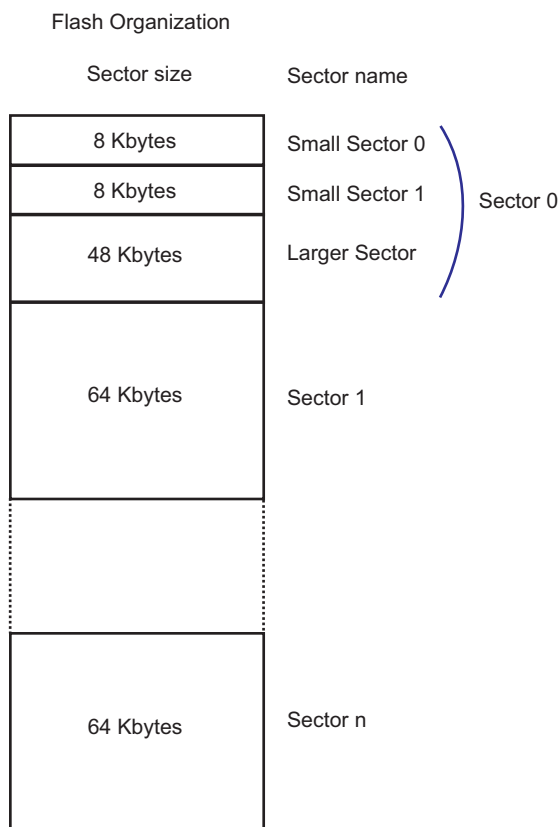 Flash Organization
Sector size Sector name
8 Kbytes Small Sector 0
8 Kbytes Small Sector 1 Sector 0
48 Kbytes Larger Sector
64 Kbytes Sector 1
64 Kbytes Sector n